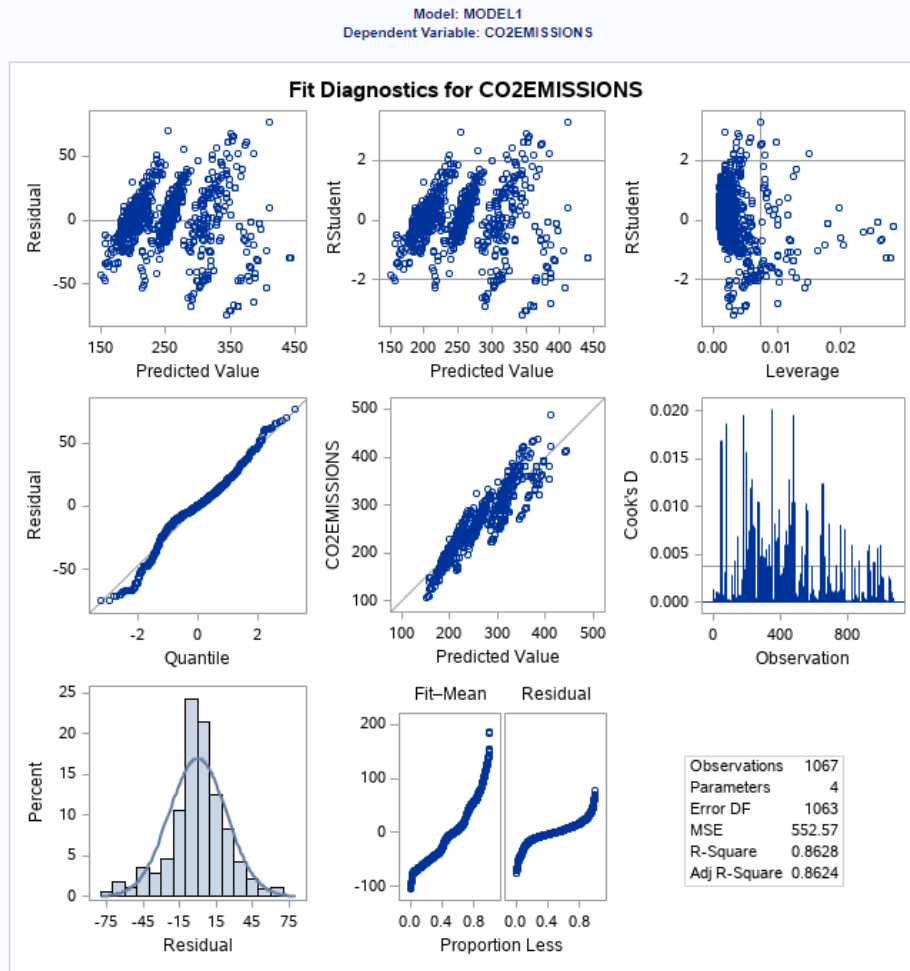 Model: MODEL1
Dependent Variable: CO2EMISSIONS
Fit Diagnostics for CO2EMISSIONS
Residual
50
0
-50
150 200 250 300 350 400 450
Predicted Value
RStudent
2
0
-2
150 200 250 300 350 400 450
Predicted Value
RStudent
2
0
-2
0.00 0.01 0.02
Leverage
Residual
50
0
-50
-2 0 2
Quantile
CO2EMISSIONS
500
400
300
200
100
100 200 300 400 500
Predicted Value
Cook's D
0.020
0.015
0.010
0.005
0.000
0 400 800
Observation
Percent
25
20
15
10
5
0
-75 -45 -15 15 45 75
Residual
Fit–Mean Residual
200
100
0
-100
0.0 0.4 0.8 0.0 0.4 0.8
Proportion Less
Observations 1067
Parameters 4
Error DF 1063
MSE 552.57
R-Square 0.8628
Adj R-Square 0.8624